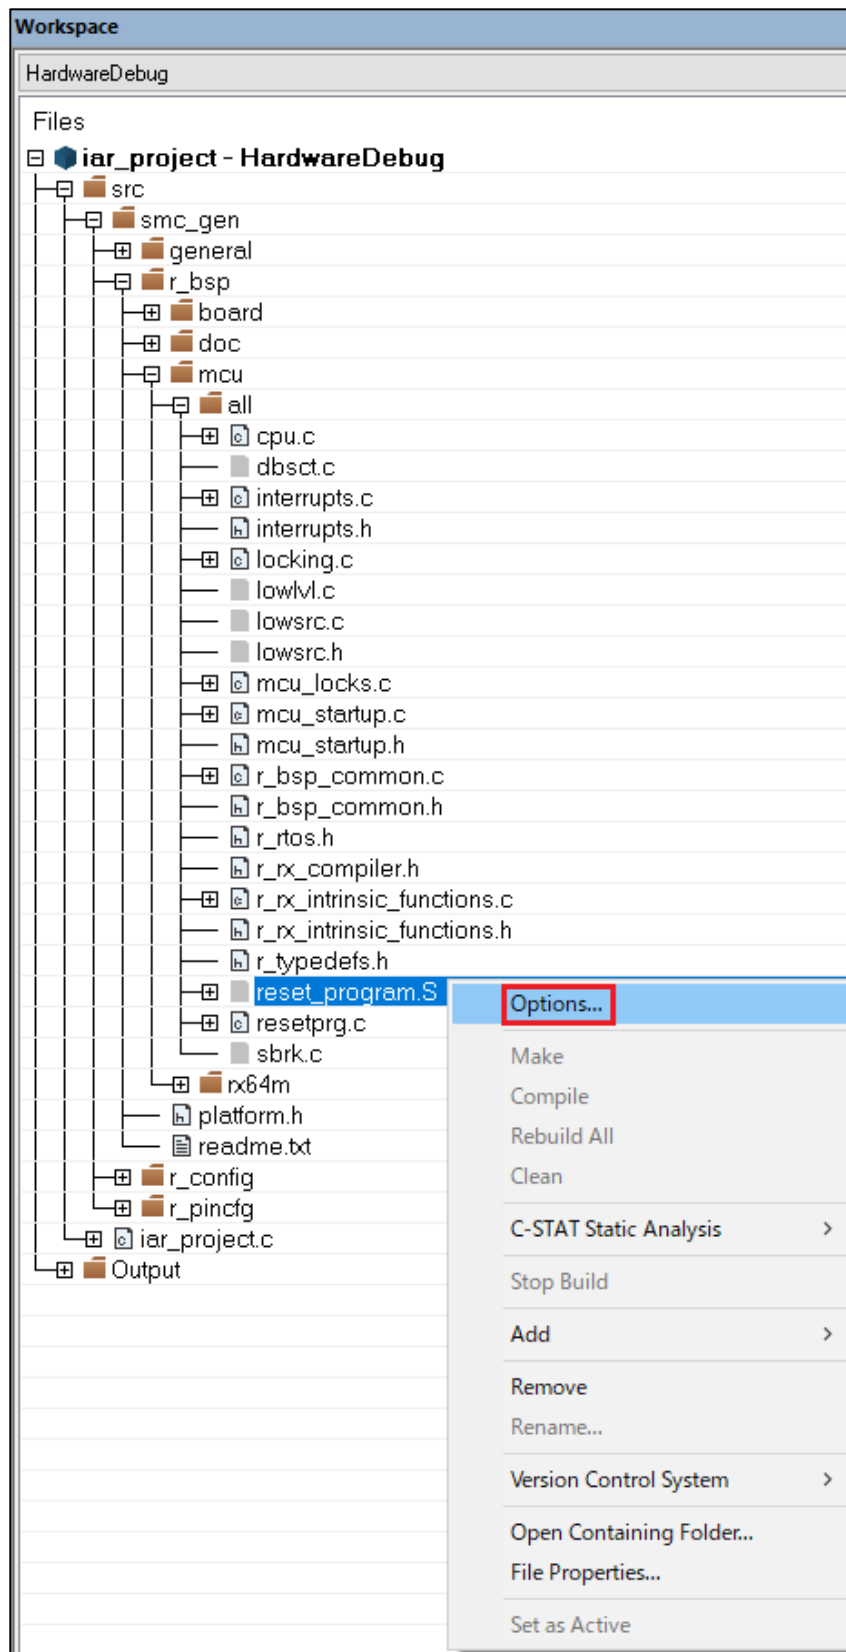 Workspace
HardwareDebug
Files
iar_project - HardwareDebug
src
smc_gen
general
r_bsp
board
doc
mcu
all
cpu.c
dbsct.c
interrupts.c
interrupts.h
locking.c
lowlvl.c
lowsrc.c
lowsrc.h
mcu_locks.c
mcu_startup.c
mcu_startup.h
r_bsp_common.c
r_bsp_common.h
r_rtos.h
r_rx_compiler.h
r_rx_intrinsic_functions.c
r_rx_intrinsic_functions.h
r_typedefs.h
reset_program.S
resetprg.c
sbrk.c
rx64m
platform.h
readme.txt
r_config
r_pincfg
iar_project.c
Output
Options...
Make
Compile
Rebuild All
Clean
C-STAT Static Analysis
Stop Build
Add
Remove
Rename...
Version Control System
Open Containing Folder...
File Properties...
Set as Active